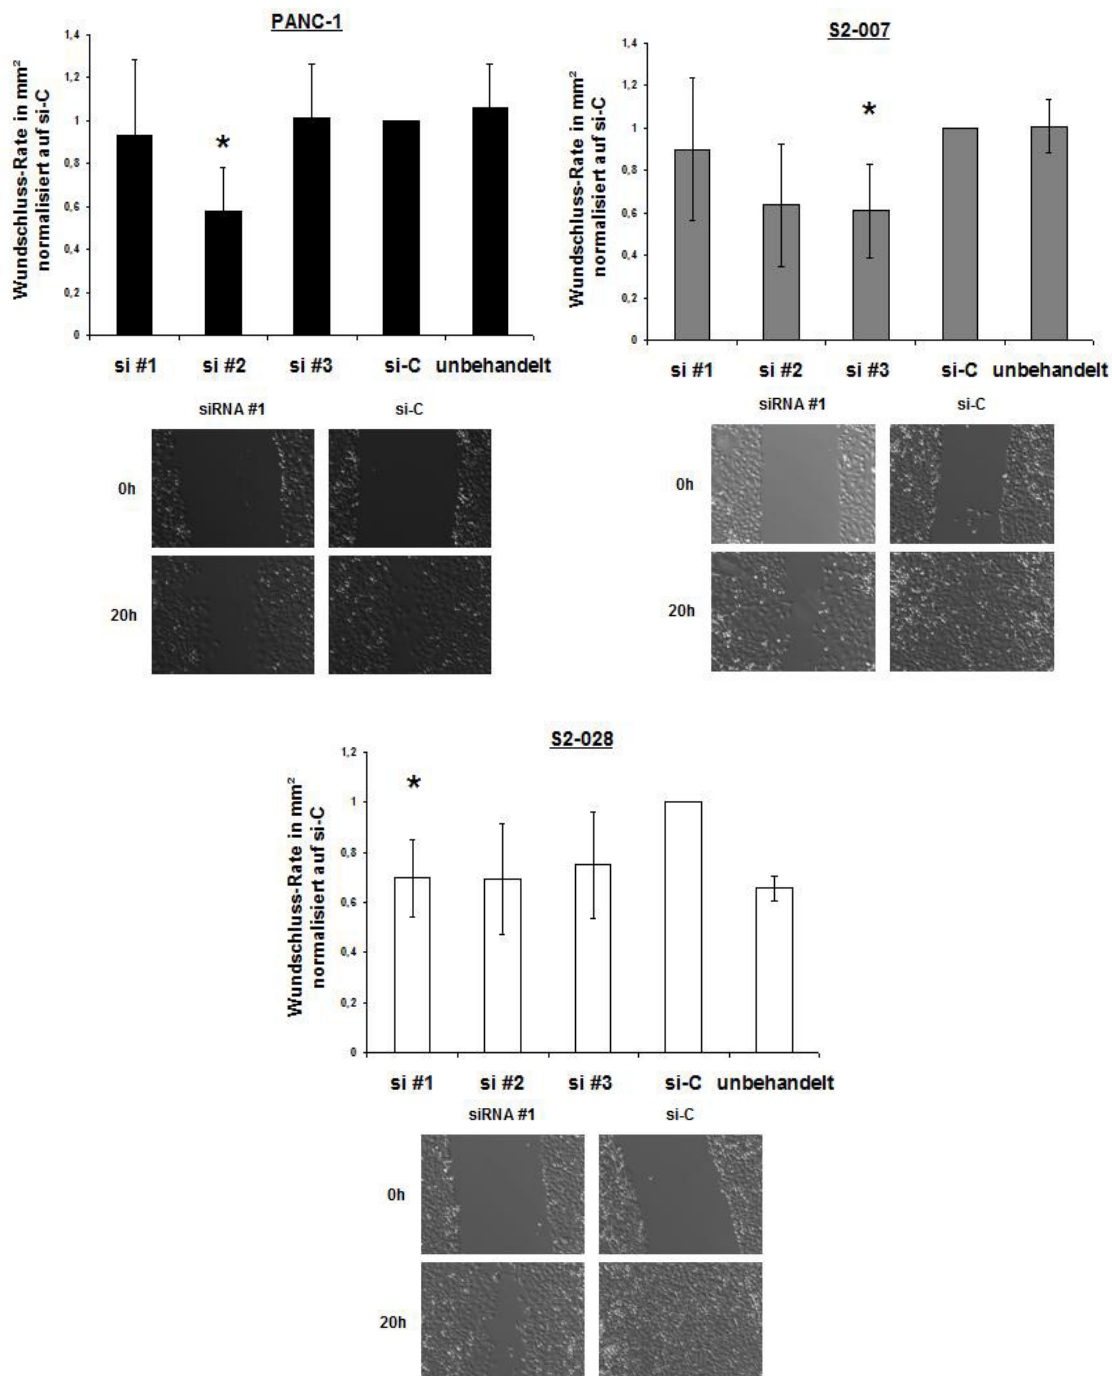 PANC-1
Wundschluss-Rate in mm²
normalisiert auf si-C
1,4
1,2
1
0,8
0,6
0,4
0,2
0
*
si #1 si #2 si #3 si-C unbehandelt
siRNA #1 si-C
0h
20h
S2-007
Wundschluss-Rate in mm²
normalisiert auf si-C
1,4
1,2
1
0,8
0,6
0,4
0,2
0
*
si #1 si #2 si #3 si-C unbehandelt
siRNA #1 si-C
0h
20h
S2-028
Wundschluss-Rate in mm²
normalisiert auf si-C
1,2
1
0,8
0,6
0,4
0,2
0
*
si #1 si #2 si #3 si-C unbehandelt
siRNA #1 si-C
0h
20h